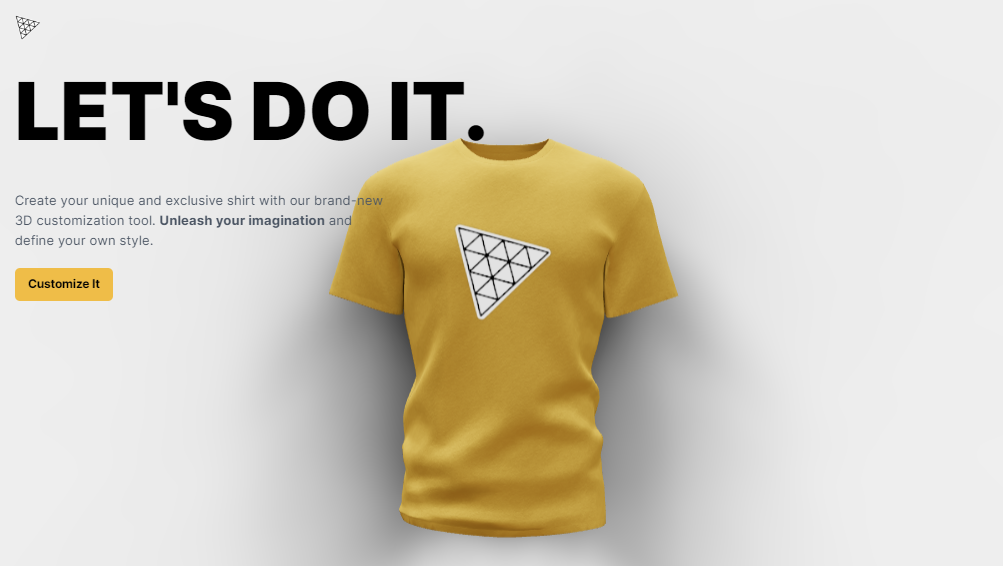 LET'S DO IT.
Create your unique and exclusive shirt with our brand-new
3D customization tool. Unleash your imagination and
define your own style.
Customize It